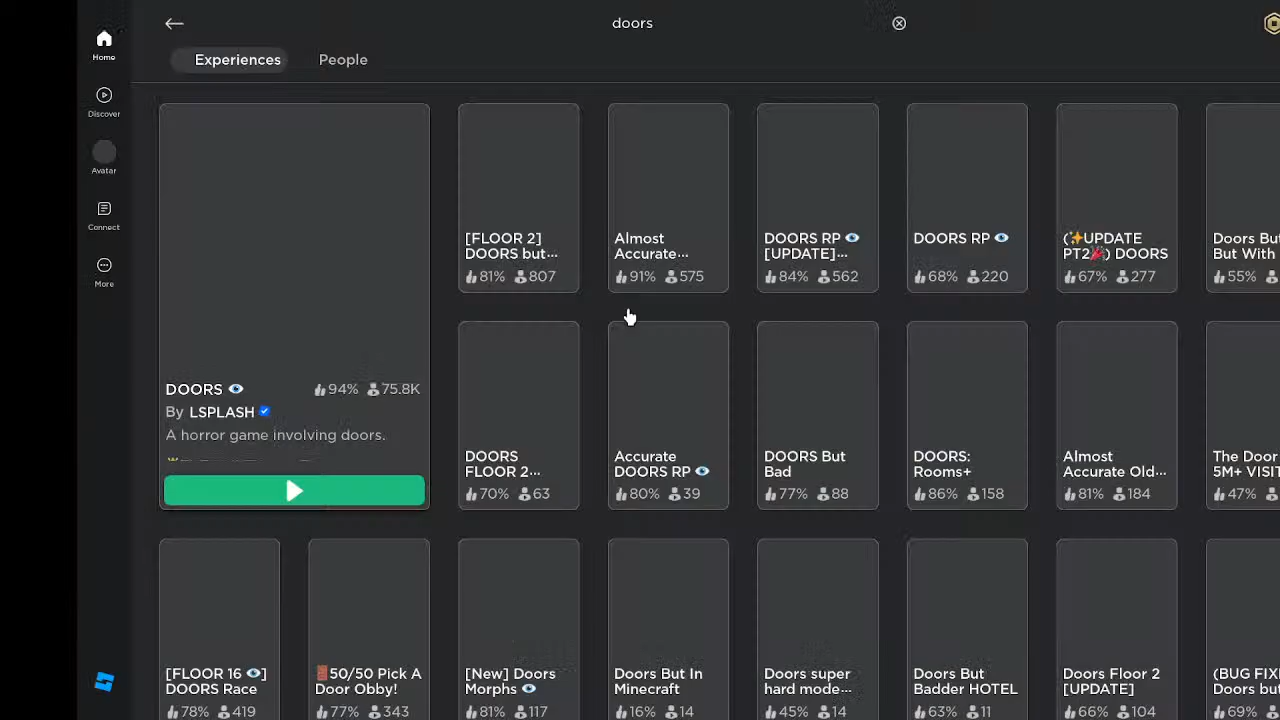 doors
Home
Experiences
People
Discover
Avatar
Connect
More
DOORS 👁️
94% 75.8K
By LSPLASH
A horror game involving doors.
[FLOOR 2]
DOORS but...
81% 807
Almost
Accurate...
91% 575
DOORS RP 👁️
[UPDATE]...
84% 562
DOORS RP 👁️
68% 220
(✨UPDATE
PT2🎉) DOORS
67% 277
Doors Bu
But With
55%
DOORS
FLOOR 2...
70% 63
Accurate
DOORS RP 👁️
80% 39
DOORS But
Bad
77% 88
DOORS:
Rooms+
86% 158
Almost
Accurate Old...
81% 184
The Door
5M+ VISIT
47%
[FLOOR 16 👁️]
DOORS Race
78% 419
🚪50/50 Pick A
Door Obby!
77% 343
[New] Doors
Morphs 👁️
81% 117
Doors But In
Minecraft
16% 14
Doors super
hard mode...
45% 14
Doors But
Badder HOTEL
63% 11
Doors Floor 2
[UPDATE]
66% 104
(BUG FIX
Doors but
69%